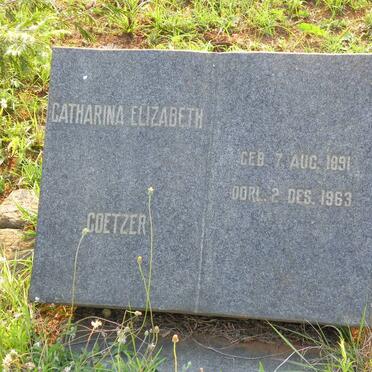 CATHARINA ELIZABETH
COETZER
GEB. 7 AUG. 1891
OORL. 2 DES. 1963